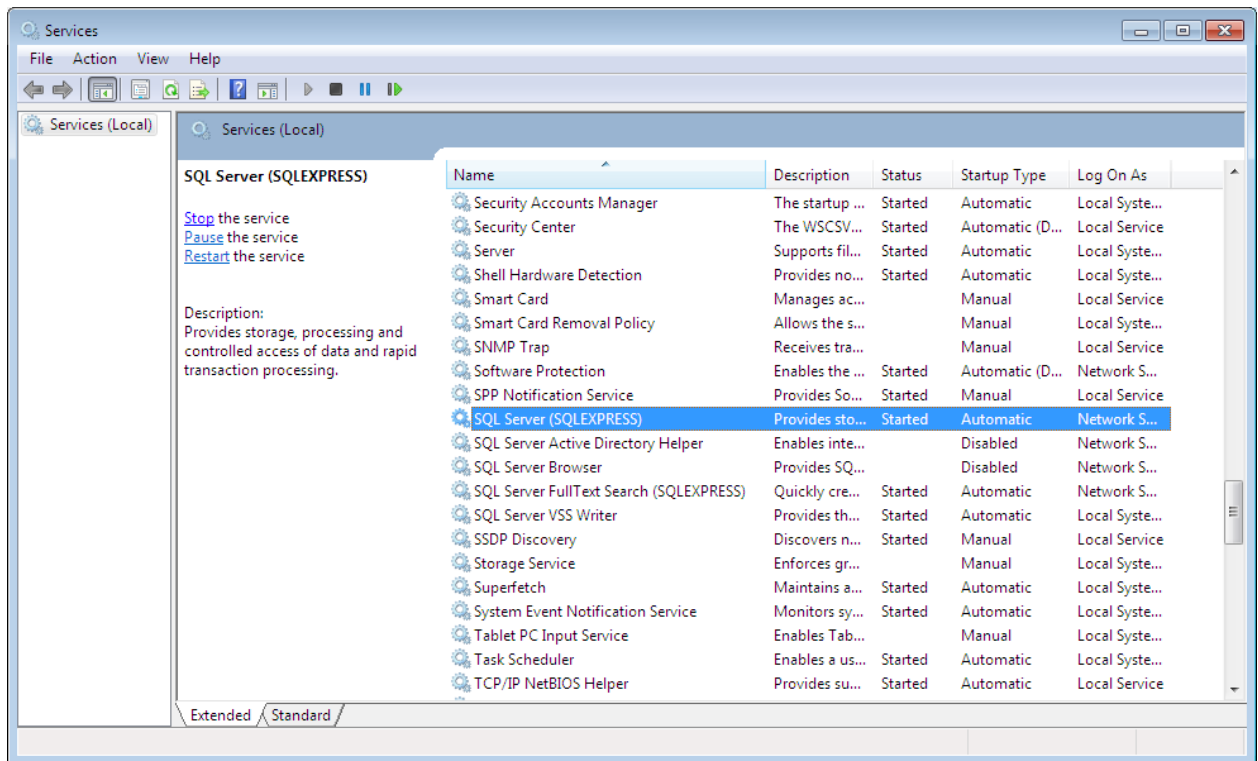 Services
File Action View Help
Services (Local)
Services (Local)
SQL Server (SQLEXPRESS)
Stop the service
Pause the service
Restart the service
Description:
Provides storage, processing and
controlled access of data and rapid
transaction processing.
Name Description Status Startup Type Log On As
Security Accounts Manager The startup ... Started Automatic Local Syste...
Security Center The WSCSV... Started Automatic (D... Local Service
Server Supports fil... Started Automatic Local Syste...
Shell Hardware Detection Provides no... Started Automatic Local Syste...
Smart Card Manages ac... Manual Local Service
Smart Card Removal Policy Allows the s... Manual Local Syste...
SNMP Trap Receives tra... Manual Local Service
Software Protection Enables the ... Started Automatic (D... Network S...
SPP Notification Service Provides So... Started Manual Local Service
SQL Server (SQLEXPRESS) Provides sto... Started Automatic Network S...
SQL Server Active Directory Helper Enables inte... Disabled Network S...
SQL Server Browser Provides SQ... Disabled Network S...
SQL Server FullText Search (SQLEXPRESS) Quickly cre... Started Automatic Network S...
SQL Server VSS Writer Provides th... Started Automatic Local Syste...
SSDP Discovery Discovers n... Started Manual Local Service
Storage Service Enforces gr... Manual Local Syste...
Superfetch Maintains a... Started Automatic Local Syste...
System Event Notification Service Monitors sy... Started Automatic Local Syste...
Tablet PC Input Service Enables Tab... Manual Local Syste...
Task Scheduler Enables a us... Started Automatic Local Syste...
TCP/IP NetBIOS Helper Provides su... Started Automatic Local Service
Extended Standard